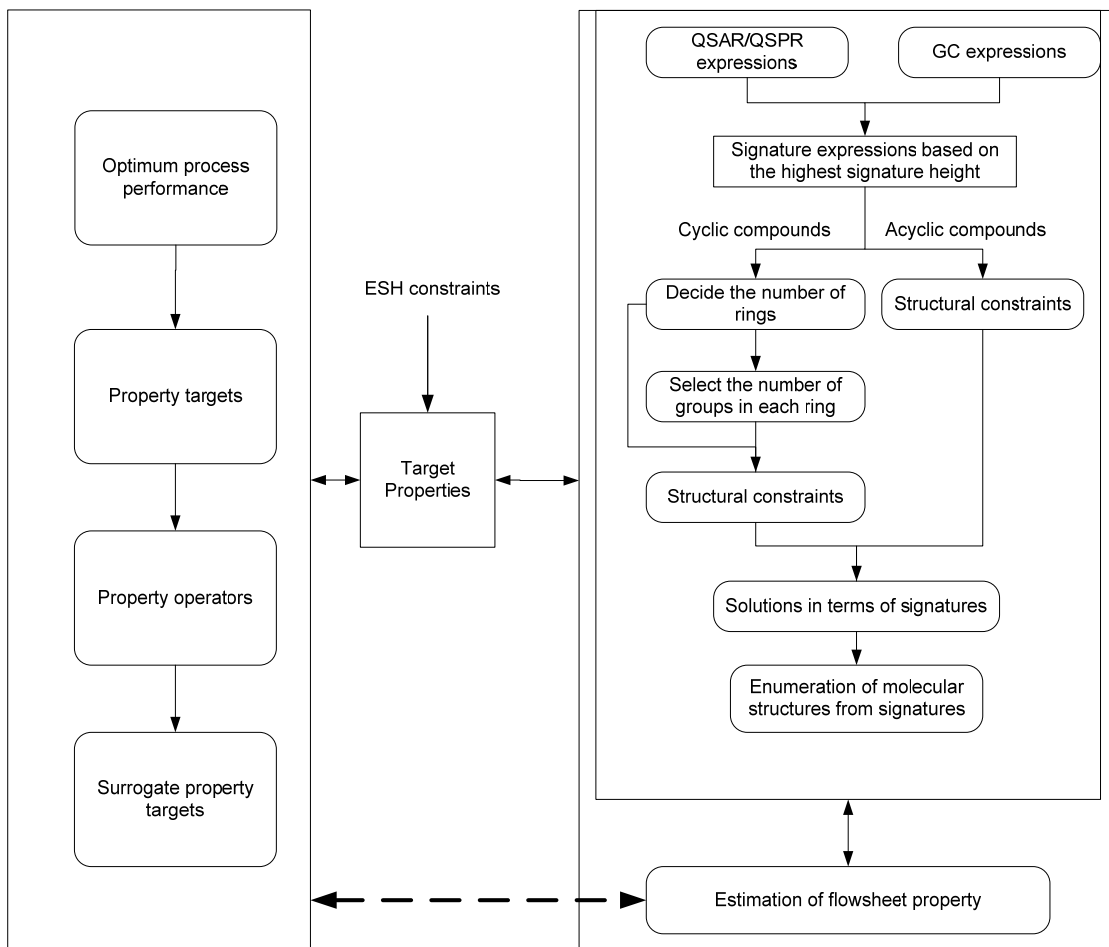 Optimum process
performance
Property targets
Property operators
Surrogate property
targets
ESH constraints
Target
Properties
QSAR/QSPR
expressions
GC expressions
Signature expressions based on
the highest signature height
Cyclic compounds
Acyclic compounds
Decide the number of
rings
Structural constraints
Select the number of
groups in each ring
Structural constraints
Solutions in terms of signatures
Enumeration of molecular
structures from signatures
Estimation of flowsheet property